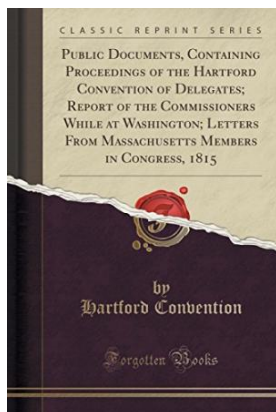 CLASSIC REPRINT SERIES
PUBLIC DOCUMENTS, CONTAINING
PROCEEDINGS OF THE HARTFORD
CONVENTION OF DELEGATES;
REPORT OF THE COMMISSIONERS
WHILE AT WASHINGTON; LETTERS
FROM MASSACHUSETTS MEMBERS
IN CONGRESS, 1815
by
Hartford Convention
Forgotten Books